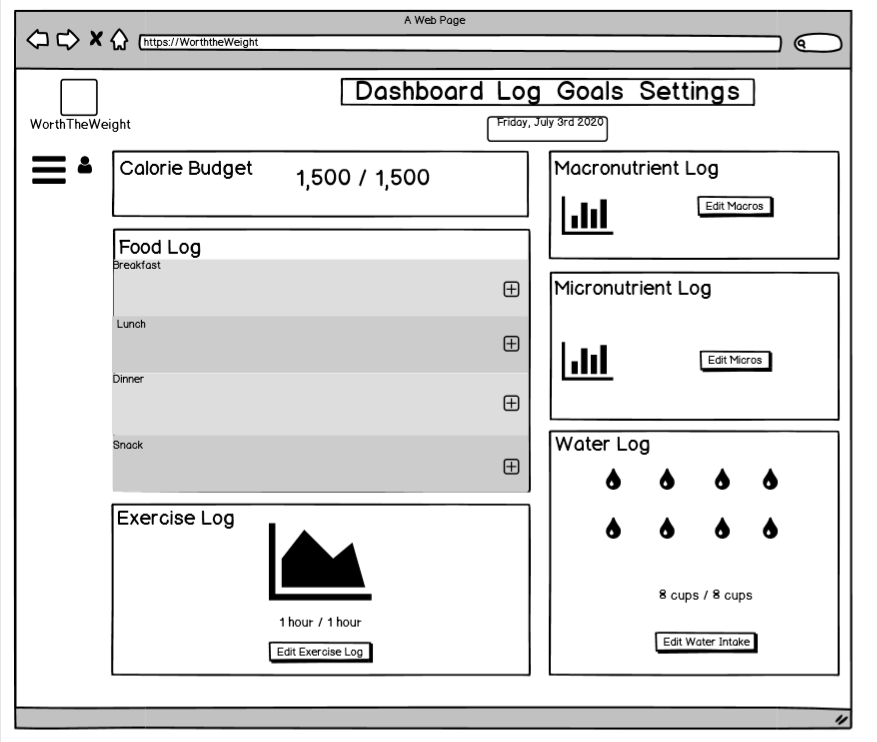 A Web Page
https://WorththeWeight
Dashboard Log Goals Settings
WorthTheWeight
Friday, July 3rd 2020
Calorie Budget
1,500 / 1,500
Food Log
Breakfast
Lunch
Dinner
Snack
Exercise Log
1 hour / 1 hour
Edit Exercise Log
Macronutrient Log
Edit Macros
Micronutrient Log
Edit Micros
Water Log
8 cups / 8 cups
Edit Water Intake